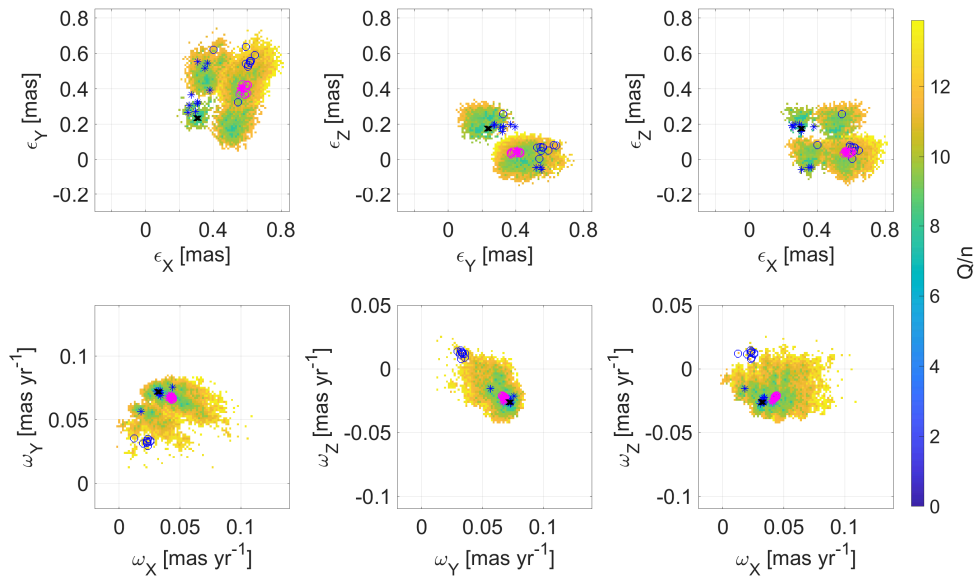 0.8
0.6
0.4
0.2
0
-0.2
ϵ_Y [mas]
0 0.4 0.8
ϵ_X [mas]
0.8
0.6
0.4
0.2
0
-0.2
ϵ_Z [mas]
0 0.4 0.8
ϵ_Y [mas]
0.8
0.6
0.4
0.2
0
-0.2
ϵ_Z [mas]
0 0.4 0.8
ϵ_X [mas]
0.1
0.05
0
ω_Y [mas yr⁻¹]
0 0.05 0.1
ω_X [mas yr⁻¹]
0.05
0
-0.05
-0.1
ω_Z [mas yr⁻¹]
0 0.05 0.1
ω_Y [mas yr⁻¹]
0.05
0
-0.05
-0.1
ω_Z [mas yr⁻¹]
0 0.05 0.1
ω_X [mas yr⁻¹]
12
10
8
6
4
2
0
Q/n